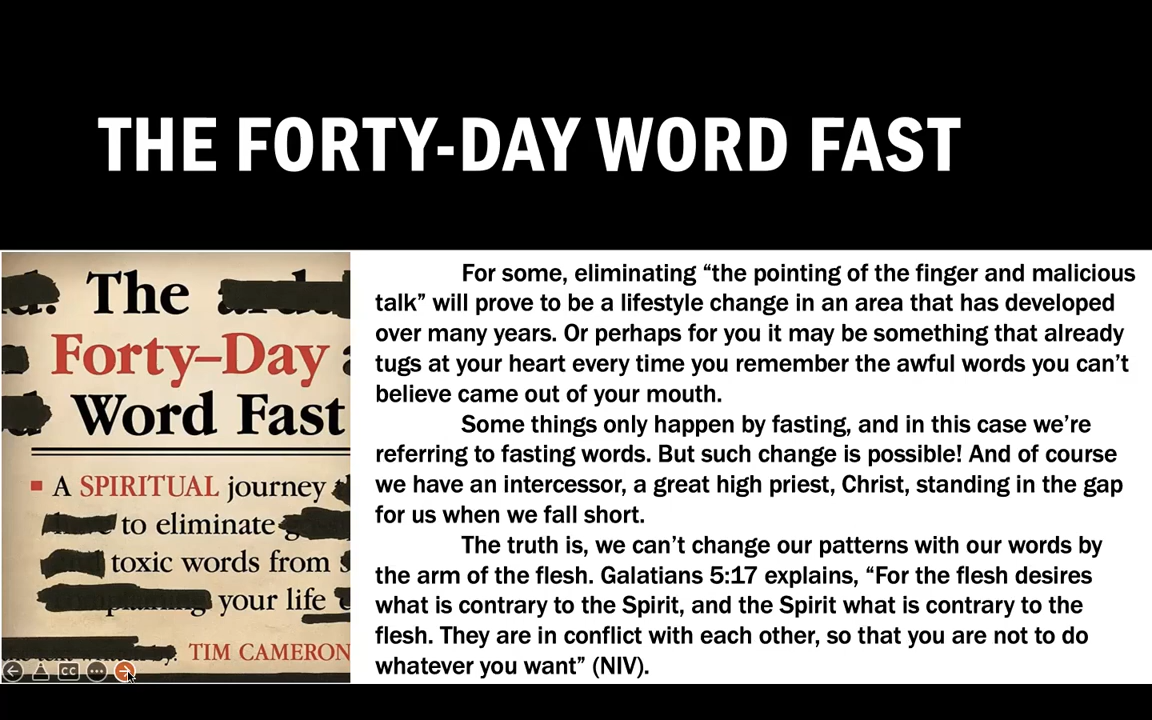 THE FORTY-DAY WORD FAST
The
Forty–Day
Word Fast
A SPIRITUAL journey
to eliminate
toxic words from
your life
TIM CAMERON
CC
For some, eliminating “the pointing of the finger and malicious
talk” will prove to be a lifestyle change in an area that has developed
over many years. Or perhaps for you it may be something that already
tugs at your heart every time you remember the awful words you can’t
believe came out of your mouth.
Some things only happen by fasting, and in this case we’re
referring to fasting words. But such change is possible! And of course
we have an intercessor, a great high priest, Christ, standing in the gap
for us when we fall short.
The truth is, we can’t change our patterns with our words by
the arm of the flesh. Galatians 5:17 explains, “For the flesh desires
what is contrary to the Spirit, and the Spirit what is contrary to the
flesh. They are in conflict with each other, so that you are not to do
whatever you want” (NIV).